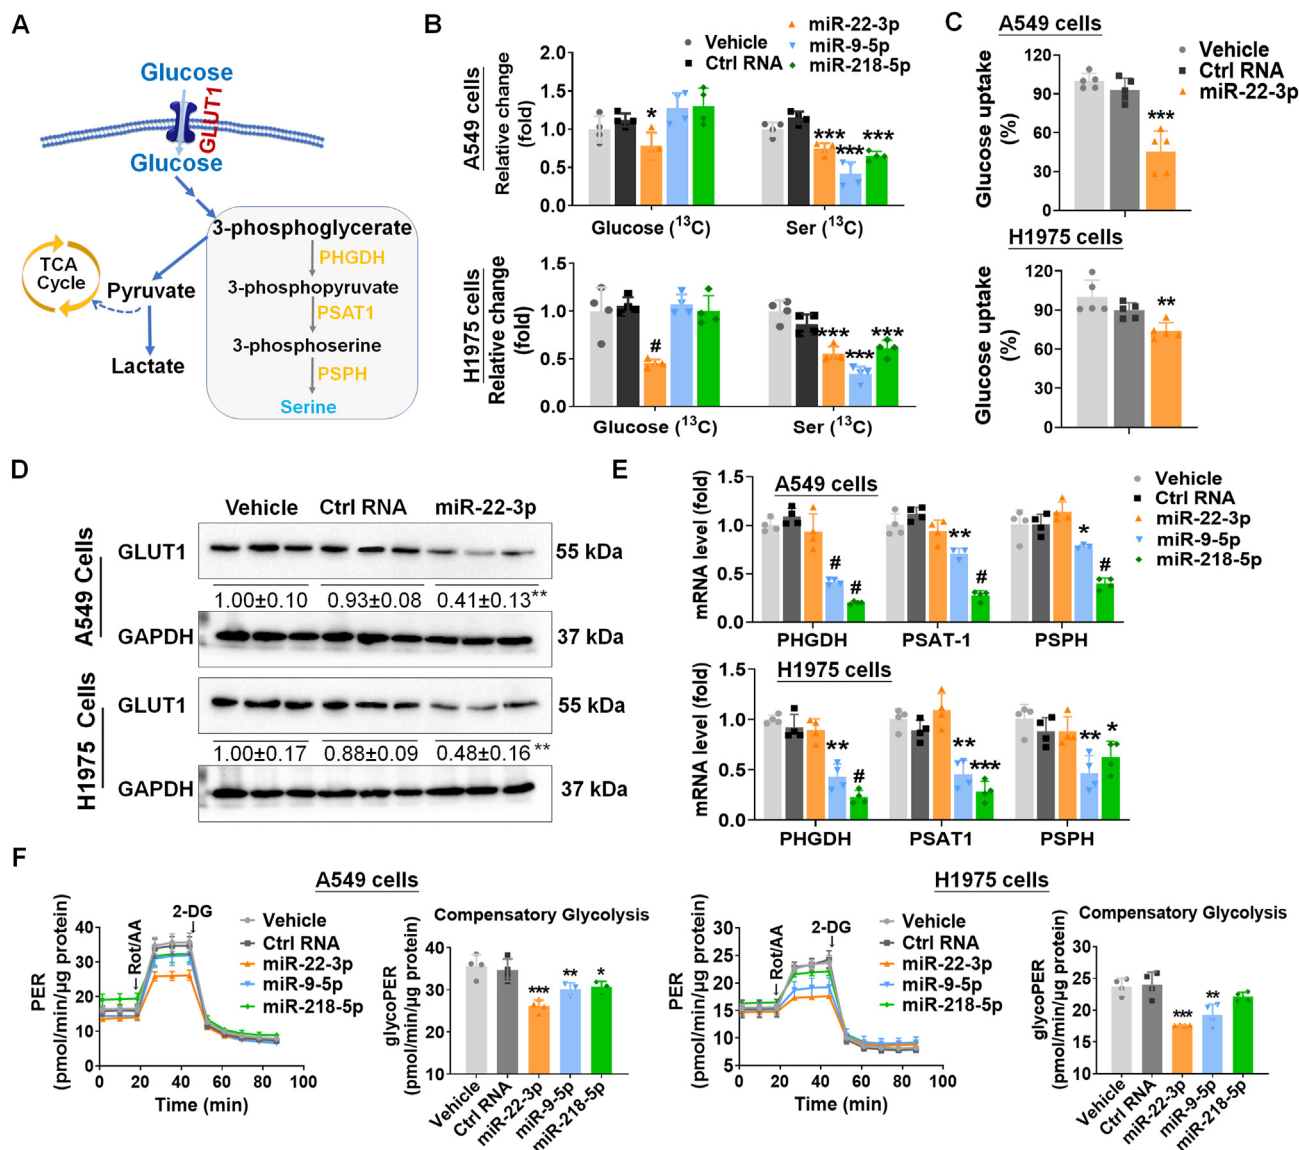 A
Glucose
GLUT1
Glucose
3-phosphoglycerate
PHGDH
3-phosphopyruvate
PSAT1
3-phosphoserine
PSPH
Serine
TCA
Cycle
Pyruvate
Lactate
B
Vehicle
Ctrl RNA
miR-22-3p
miR-9-5p
miR-218-5p
A549 cells
Relative change
(fold)
2.0
1.5
1.0
0.5
0.0
*
***
***
***
Glucose (¹³C)
Ser (¹³C)
H1975 cells
Relative change
(fold)
1.5
1.0
0.5
0.0
#
***
***
***
Glucose (¹³C)
Ser (¹³C)
C
A549 cells
Vehicle
Ctrl RNA
miR-22-3p
Glucose uptake
(%)
120
90
60
30
0
***
H1975 cells
Glucose uptake
(%)
120
90
60
30
0
**
D
Vehicle
Ctrl RNA
miR-22-3p
A549 Cells
GLUT1
55 kDa
1.00±0.10
0.93±0.08
0.41±0.13**
GAPDH
37 kDa
H1975 Cells
GLUT1
55 kDa
1.00±0.17
0.88±0.09
0.48±0.16**
GAPDH
37 kDa
E
A549 cells
Vehicle
Ctrl RNA
miR-22-3p
miR-9-5p
miR-218-5p
mRNA level (fold)
1.5
1.0
0.5
0.0
#
#
**
#
*
#
PHGDH
PSAT-1
PSPH
H1975 cells
mRNA level (fold)
1.5
1.0
0.5
0.0
**
#
**
***
**
*
PHGDH
PSAT1
PSPH
F
A549 cells
PER
(pmol/min/µg protein)
40
30
20
10
0
Rot/AA
2-DG
Vehicle
Ctrl RNA
miR-22-3p
miR-9-5p
miR-218-5p
0
20
40
60
80
100
Time (min)
Compensatory Glycolysis
glycoPER
(pmol/min/µg protein)
40
30
20
10
***
**
*
Vehicle
Ctrl RNA
miR-22-3p
miR-9-5p
miR-218-5p
H1975 cells
PER
(pmol/min/µg protein)
35
30
25
20
15
10
5
Rot/AA
2-DG
Vehicle
Ctrl RNA
miR-22-3p
miR-9-5p
miR-218-5p
0
20
40
60
80
100
Time (min)
Compensatory Glycolysis
glycoPER
(pmol/min/µg protein)
30
25
20
15
10
***
**
Vehicle
Ctrl RNA
miR-22-3p
miR-9-5p
miR-218-5p